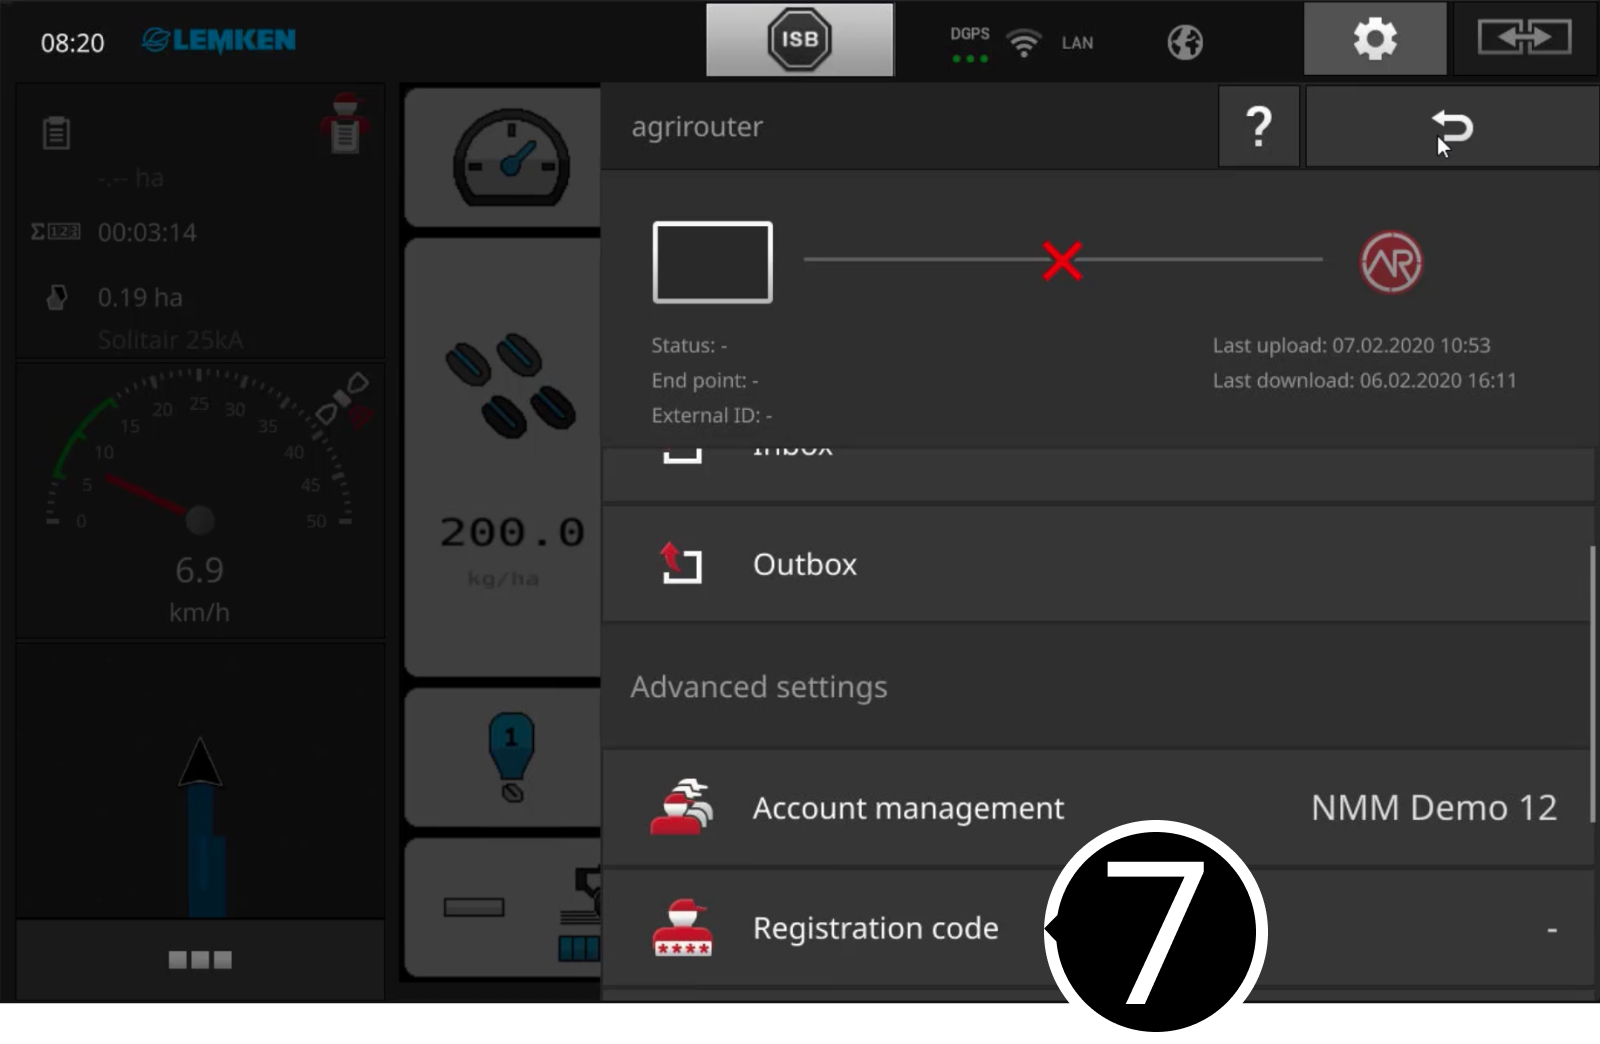 08:20
LEMKEN
ISB
DGPS
LAN
-.-- ha
Σ 123 00:03:14
0.19 ha
Solitair 25kA
0 5 10 15 20 25 30 35 40 45 50
6.9
km/h
200.0
kg/ha
1
agrirouter
?
AR
Status: -
End point: -
External ID: -
Last upload: 07.02.2020 10:53
Last download: 06.02.2020 16:11
Inbox
Outbox
Advanced settings
Account management NMM Demo 12
Registration code -
****
7